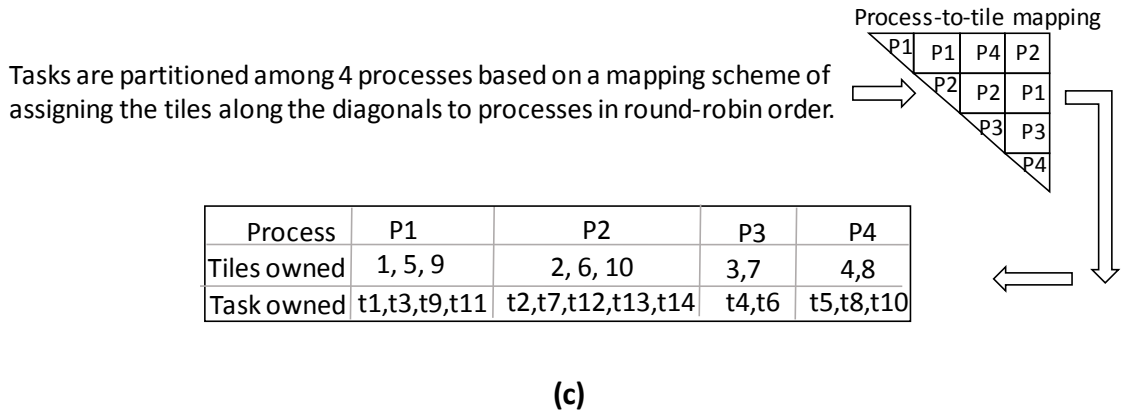 Process-to-tile mapping
P1 P1 P4 P2
Tasks are partitioned among 4 processes based on a mapping scheme of
assigning the tiles along the diagonals to processes in round-robin order.
P2 P2 P1
P3 P3
P4
Process P1 P2 P3 P4
Tiles owned 1, 5, 9 2, 6, 10 3,7 4,8
Task owned t1,t3,t9,t11 t2,t7,t12,t13,t14 t4,t6 t5,t8,t10
(c)